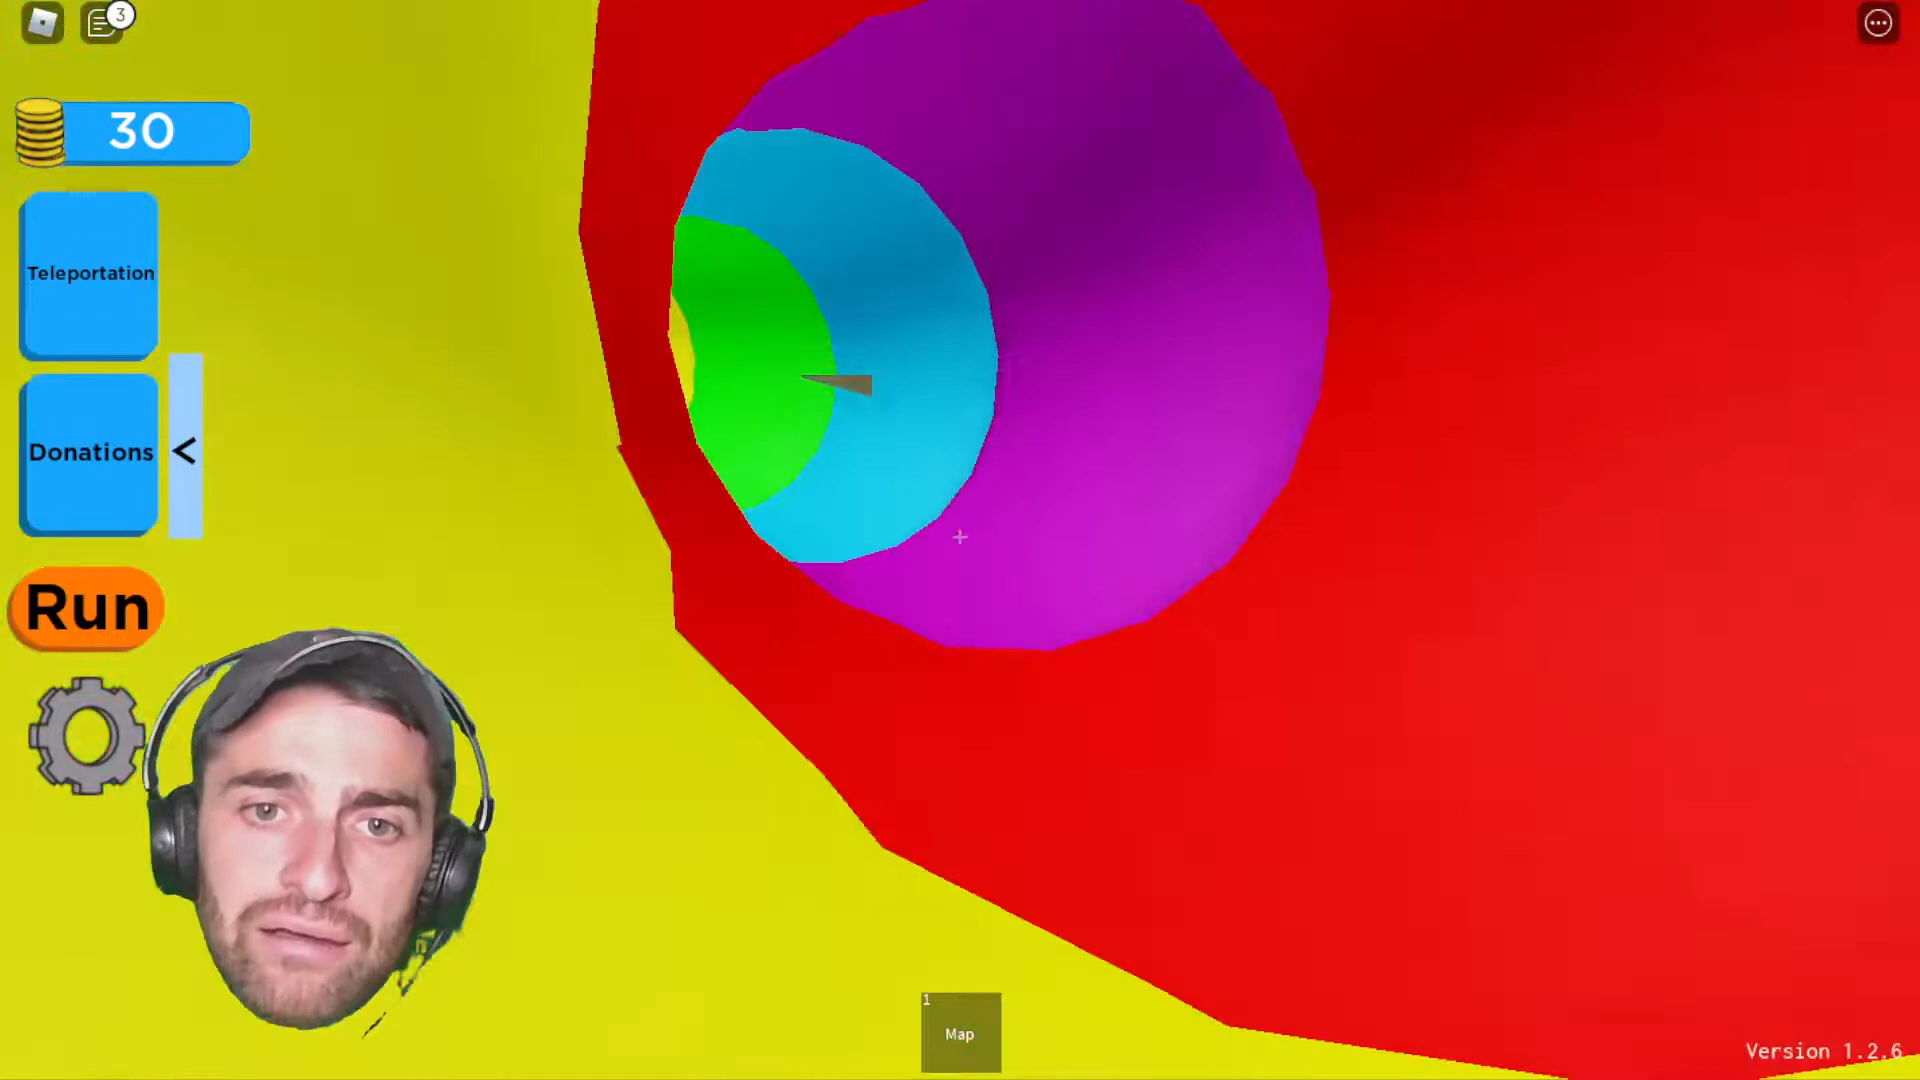 3
30
Teleportation
Donations
<
Run
1
Map
Version 1.2.6